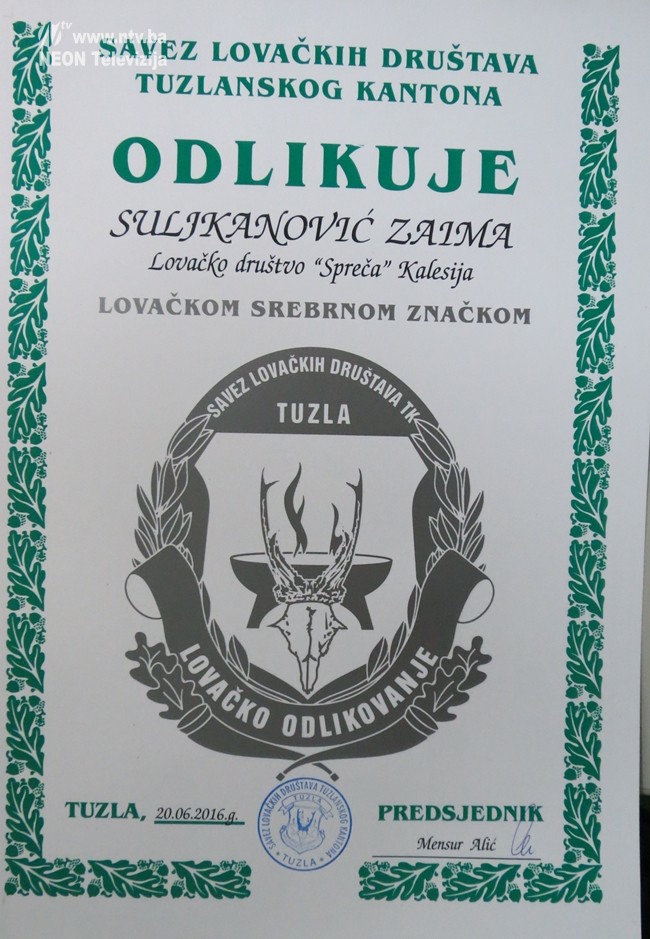 tv
www.ntv.ba
NEON Televizija
SAVEZ LOVAČKIH DRUŠTAVA
TUZLANSKOG KANTONA
ODLIKUJE
SULJKANOVIĆ ZAIMA
Lovačko društvo "Spreča" Kalesija
LOVAČKOM SREBRNOM ZNAČKOM
SAVEZ LOVAČKIH DRUŠTAVA TK
TUZLA
LOVAČKO ODLIKOVANJE
TUZLA, 20.06.2016.g.
SAVEZ LOVAČKIH DRUŠTAVA TUZLANSKOG KANTONA
TUZLA
• TUZLA •
PREDSJEDNIK
Mensur Alić